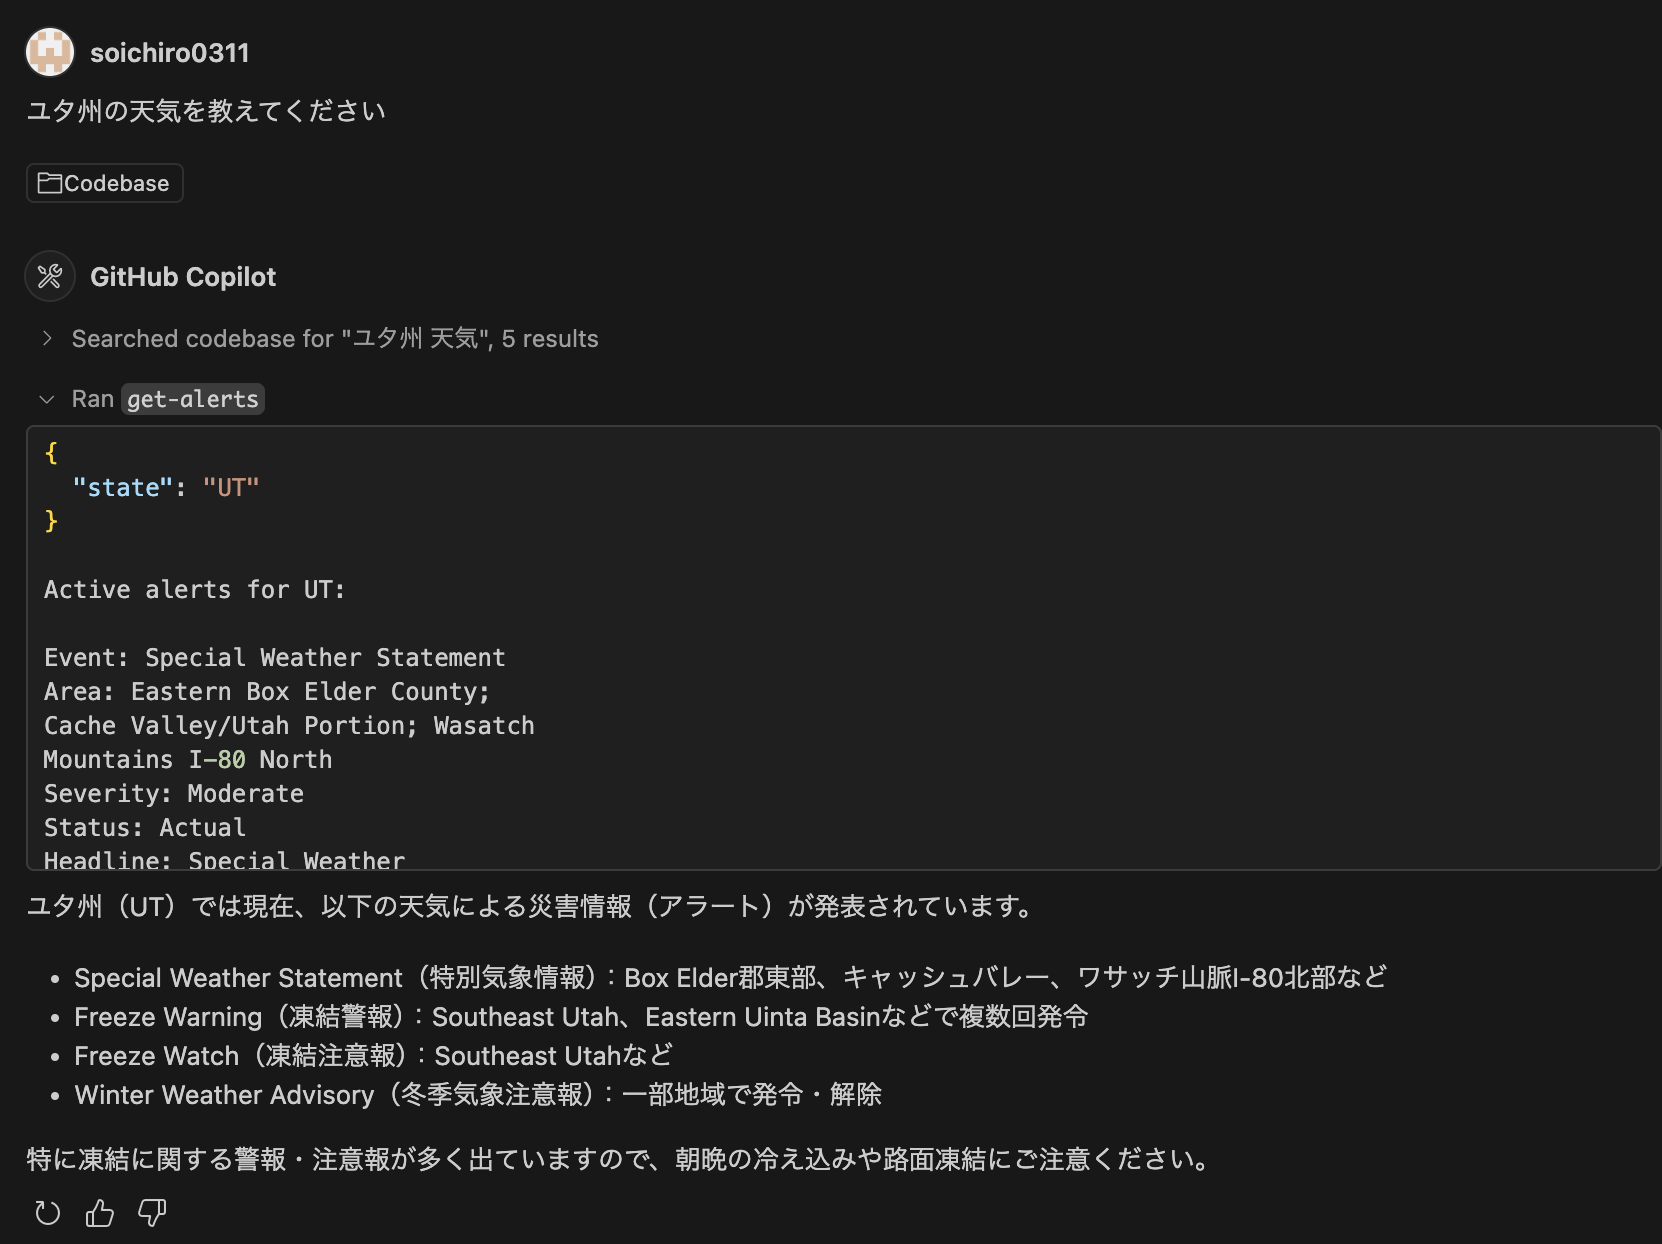 soichiro0311
ユタ州の天気を教えてください
Codebase
GitHub Copilot
Searched codebase for "ユタ州 天気", 5 results
Ran get-alerts
{
"state": "UT"
}
Active alerts for UT:
Event: Special Weather Statement
Area: Eastern Box Elder County;
Cache Valley/Utah Portion; Wasatch
Mountains I-80 North
Severity: Moderate
Status: Actual
Headline: Special Weather
ユタ州（UT）では現在、以下の天気による災害情報（アラート）が発表されています。
• Special Weather Statement（特別気象情報）：Box Elder郡東部、キャッシュバレー、ワサッチ山脈I-80北部など
• Freeze Warning（凍結警報）：Southeast Utah、Eastern Uinta Basinなどで複数回発令
• Freeze Watch（凍結注意報）：Southeast Utahなど
• Winter Weather Advisory（冬季気象注意報）：一部地域で発令・解除
特に凍結に関する警報・注意報が多く出ていますので、朝晩の冷え込みや路面凍結にご注意ください。